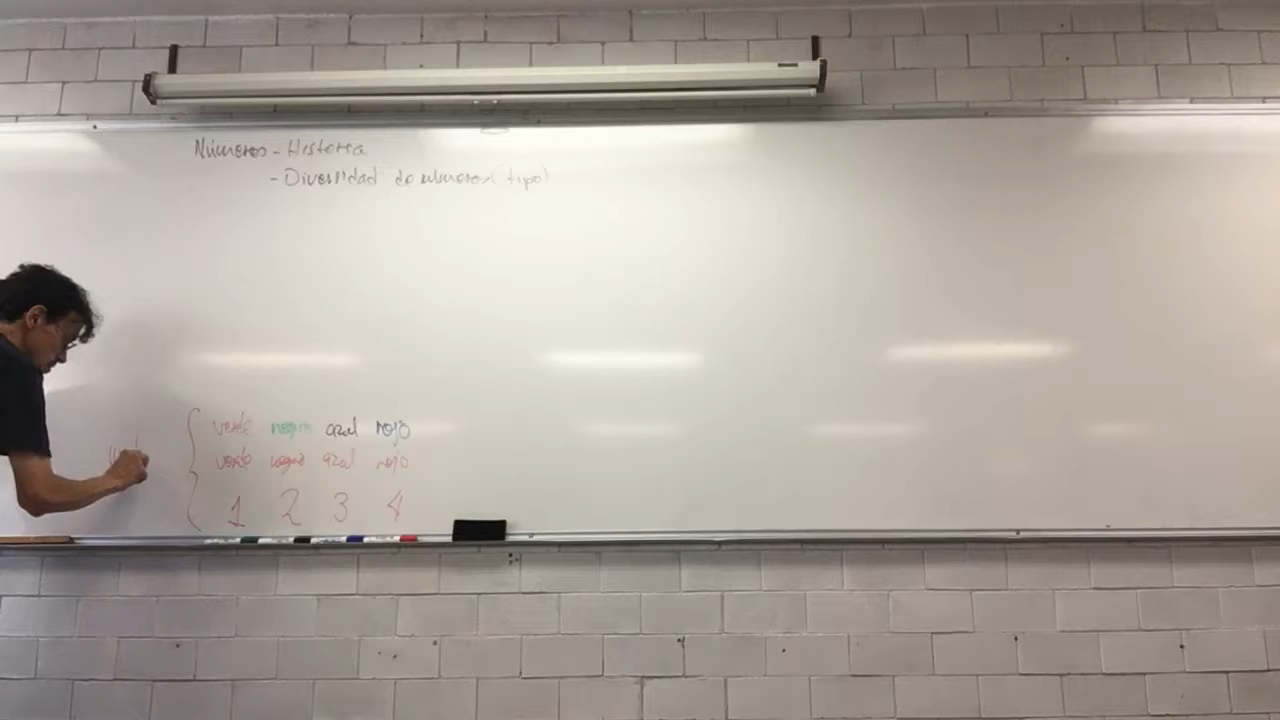 Números - Historia
- Diversidad de números (tipo)
verde negro azul rojo
verde negro azul rojo
1 2 3 4